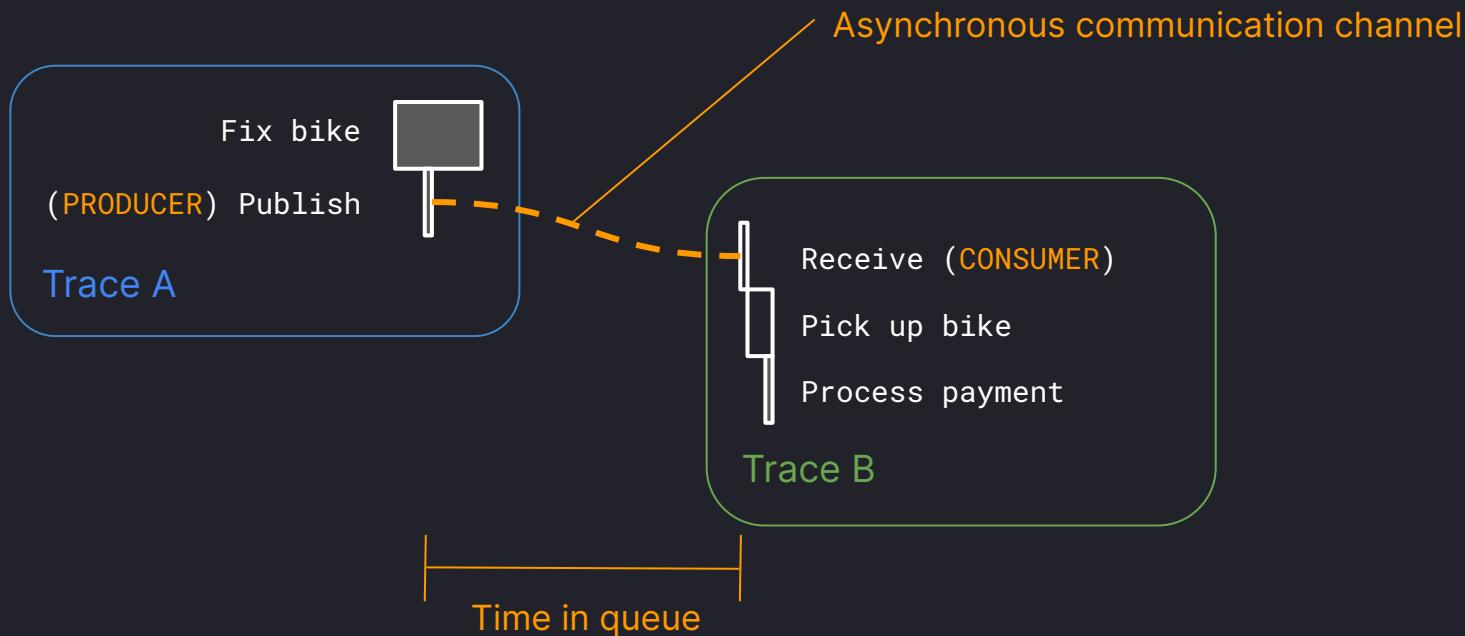 Asynchronous communication channel
Fix bike
(PRODUCER) Publish
Trace A
Receive (CONSUMER)
Pick up bike
Process payment
Trace B
Time in queue